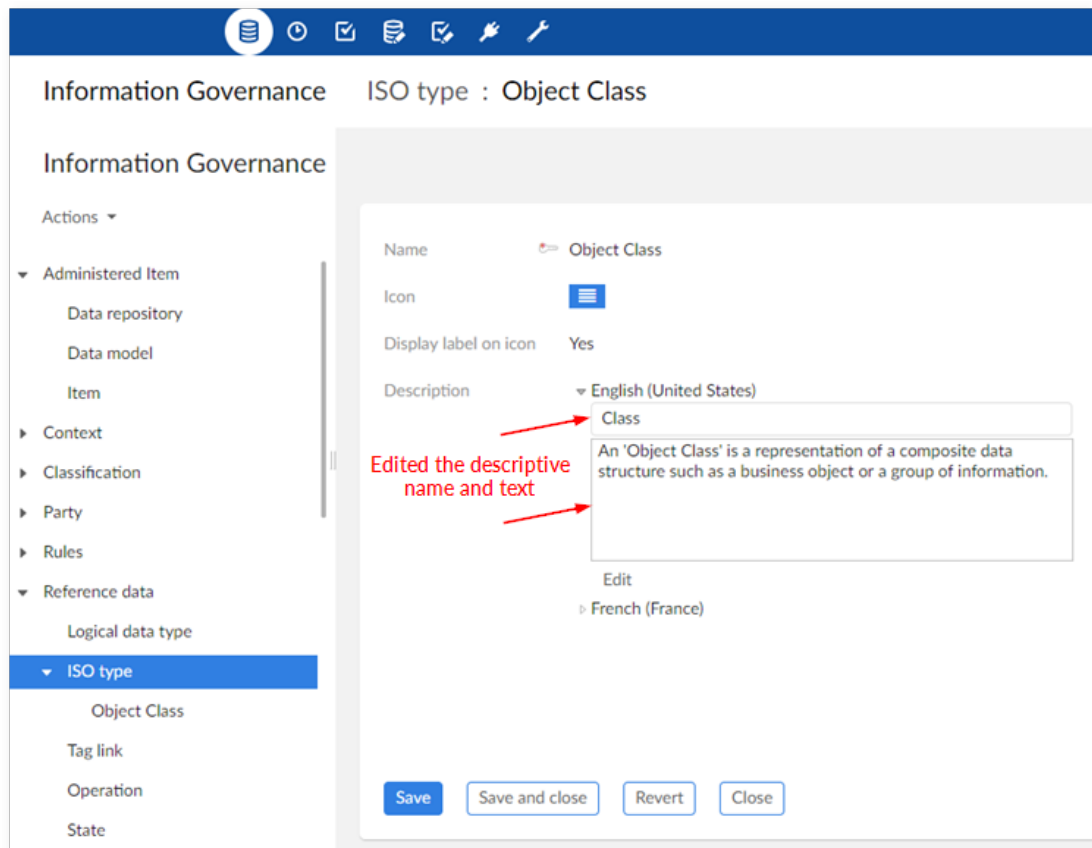 Information Governance
ISO type : Object Class
Information Governance
Actions
Administered Item
Data repository
Data model
Item
Context
Classification
Party
Rules
Reference data
Logical data type
ISO type
Object Class
Tag link
Operation
State
Name
Object Class
Icon
Display label on icon
Yes
Description
English (United States)
Class
An 'Object Class' is a representation of a composite data
structure such as a business object or a group of information.
Edited the descriptive
name and text
Edit
French (France)
Save
Save and close
Revert
Close